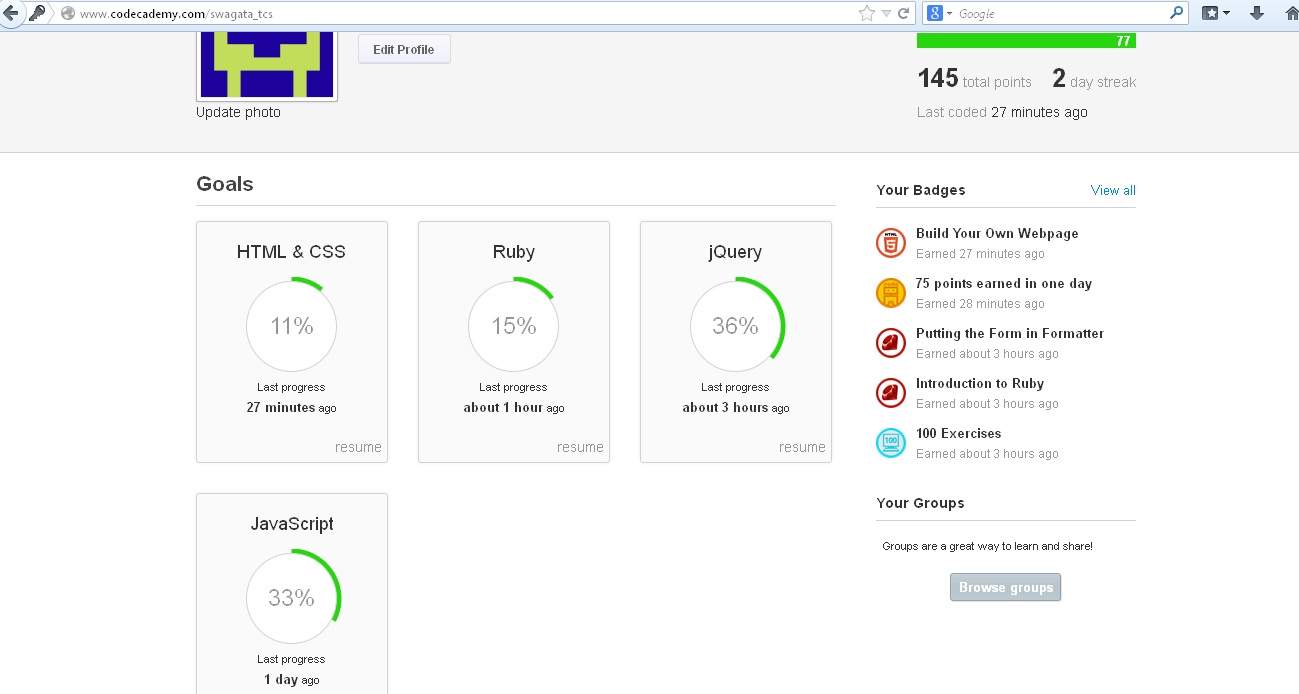 www.codecademy.com/swagata_tcs
Google
Edit Profile
Update photo
77
145 total points 2 day streak
Last coded 27 minutes ago
Goals
HTML & CSS
11%
Last progress
27 minutes ago
resume
Ruby
15%
Last progress
about 1 hour ago
resume
jQuery
36%
Last progress
about 3 hours ago
resume
JavaScript
33%
Last progress
1 day ago
Your Badges
View all
HTML
5
Build Your Own Webpage
Earned 27 minutes ago
75 points earned in one day
Earned 28 minutes ago
Putting the Form in Formatter
Earned about 3 hours ago
Introduction to Ruby
Earned about 3 hours ago
100
100 Exercises
Earned about 3 hours ago
Your Groups
Groups are a great way to learn and share!
Browse groups